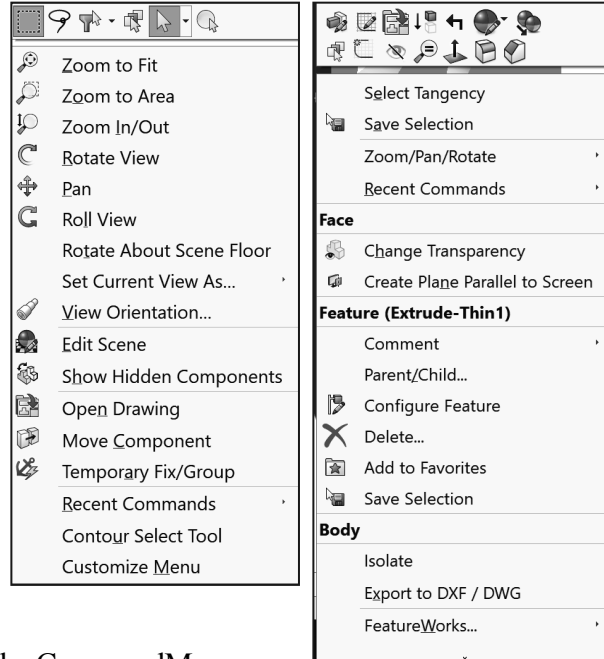 Zoom to Fit
Zoom to Area
Zoom In/Out
Rotate View
Pan
Roll View
Rotate About Scene Floor
Set Current View As...
View Orientation...
Edit Scene
Show Hidden Components
Open Drawing
Move Component
Temporary Fix/Group
Recent Commands
Contour Select Tool
Customize Menu
Select Tangency
Save Selection
Zoom/Pan/Rotate
Recent Commands
Face
Change Transparency
Create Plane Parallel to Screen
Feature (Extrude-Thin1)
Comment
Parent/Child...
Configure Feature
Delete...
Add to Favorites
Save Selection
Body
Isolate
Export to DXF / DWG
FeatureWorks...